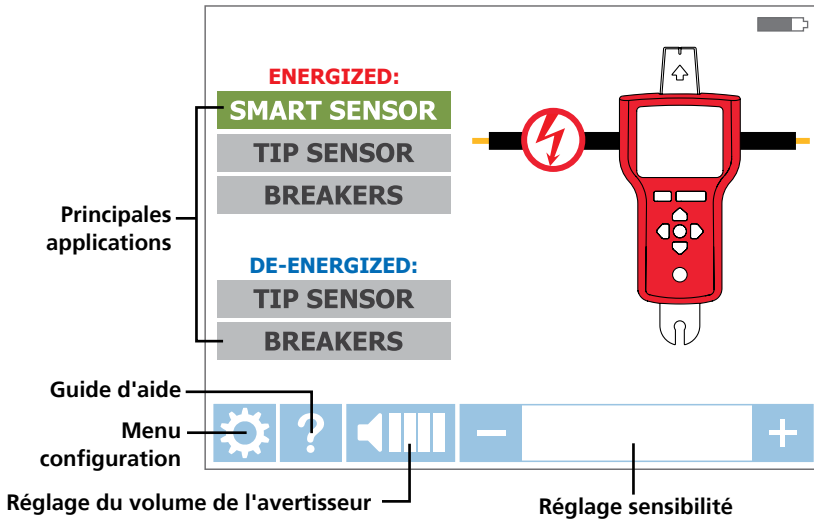 ENERGIZED:
SMART SENSOR
TIP SENSOR
BREAKERS
Principales
applications
DE-ENERGIZED:
TIP SENSOR
BREAKERS
Guide d'aide
?
Menu
configuration
Réglage du volume de l'avertisseur
Réglage sensibilité